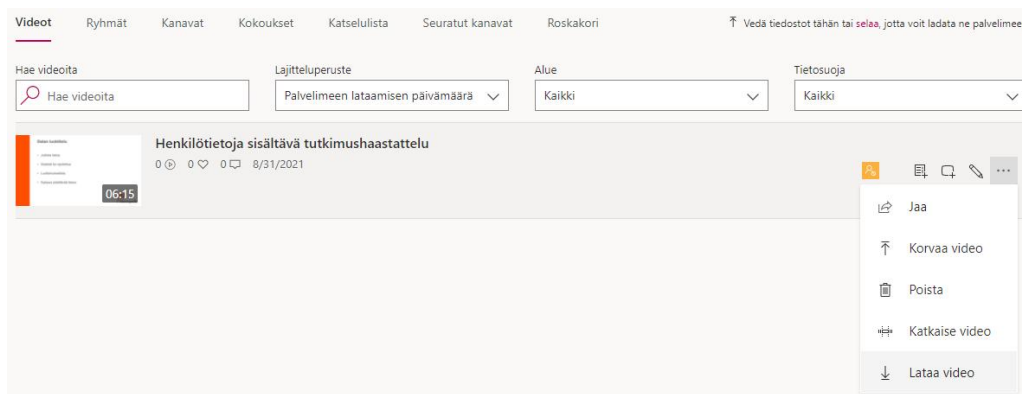 Videot Ryhmät Kanavat Kokoukset Katselulista Seuratut kanavat Roskakori Vedä tiedostot tähän tai selaa, jotta voit ladata ne palvelimee
Hae videoita Lajitteluperuste Alue Tietosuoja
Hae videoita Palvelimeen lataamisen päivämäärä Kaikki Kaikki
Henkilötietoja sisältävä tutkimushaastattelu
0 0 0 8/31/2021
06:15
Jaa
Korvaa video
Poista
Katkaise video
Lataa video